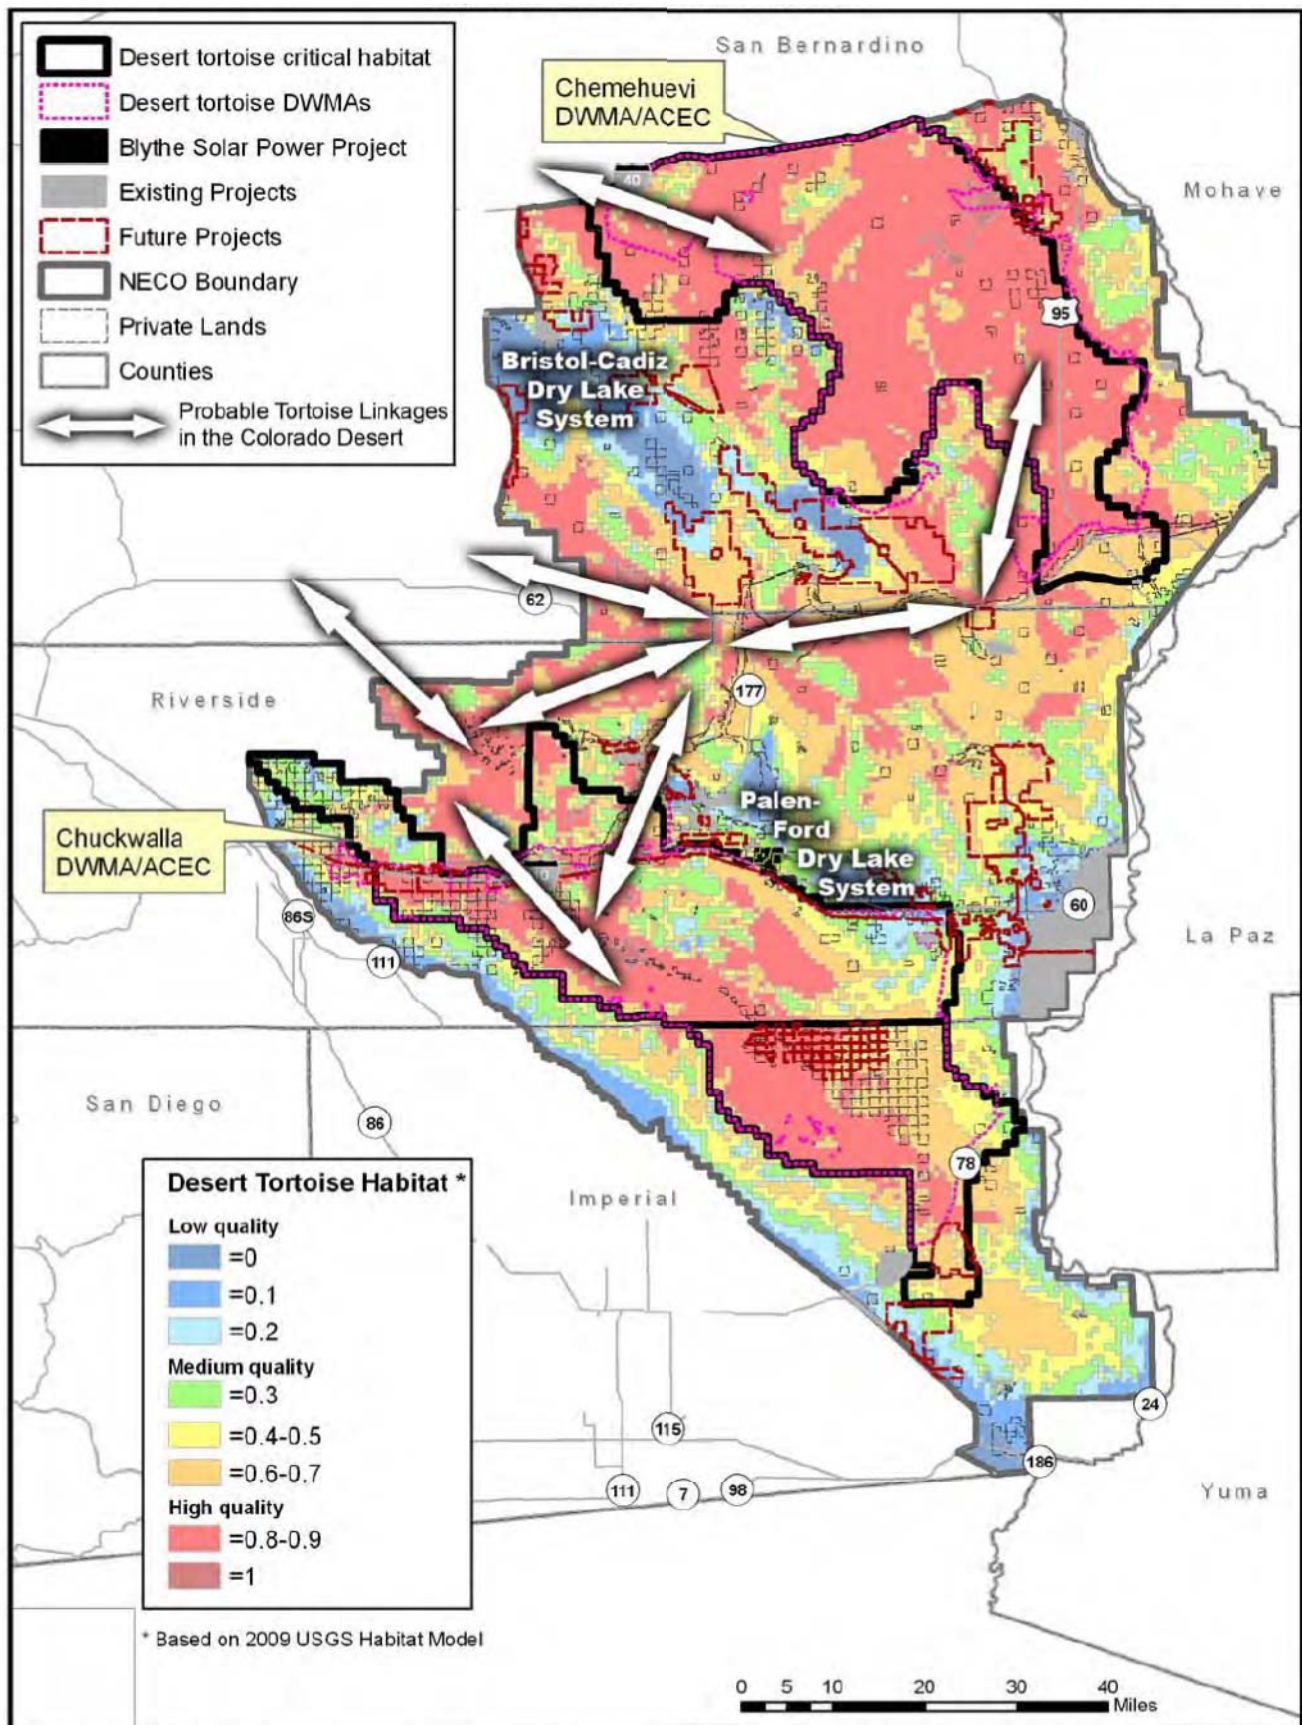 Desert tortoise critical habitat
Desert tortoise DWMAs
Blythe Solar Power Project
Existing Projects
Future Projects
NECO Boundary
Private Lands
Counties
Probable Tortoise Linkages
in the Colorado Desert
San Bernardino
Chemehuevi
DWMA/ACEC
40
Mohave
95
Bristol-Cadiz
Dry Lake
System
62
177
Riverside
Palen-
Ford
Dry Lake
System
Chuckwalla
DWMA/ACEC
60
86S
111
La Paz
San Diego
86
78
Imperial
Desert Tortoise Habitat *
Low quality
=0
=0.1
=0.2
Medium quality
=0.3
=0.4-0.5
=0.6-0.7
High quality
=0.8-0.9
=1
24
115
186
111
7
98
Yuma
* Based on 2009 USGS Habitat Model
0 5 10 20 30 40
Miles